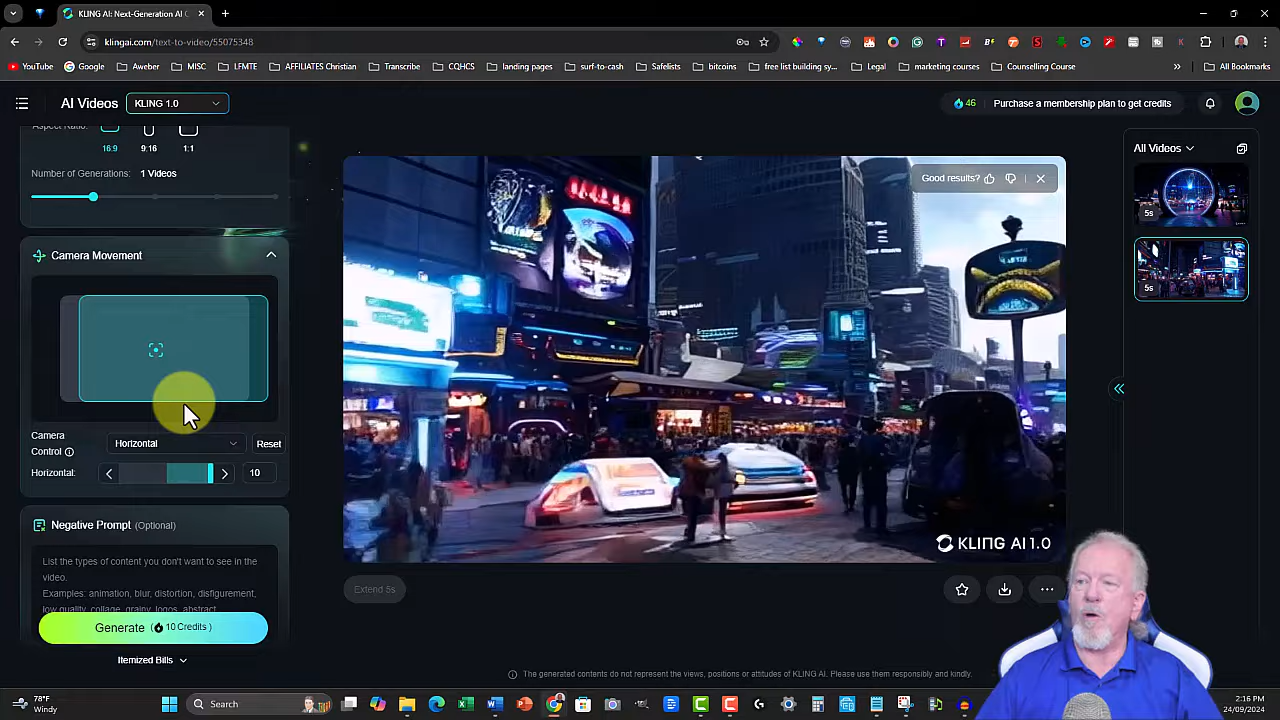 KLING AI: Next-Generation AI C
klingai.com/text-to-video/55075348
YouTube
Google
Aweber
MISC
LFMTE
AFFILIATES Christian
Transcribe
CQHCS
landing pages
surf-to-cash
Safelists
bitcoins
free list building sy...
Legal
marketing courses
Counselling Course
All Bookmarks
AI Videos
KLING 1.0
46
Purchase a membership plan to get credits
Aspect Ratio:
16:9
9:16
1:1
Number of Generations: 1 Videos
Camera Movement
Camera Control
Horizontal
Reset
Horizontal:
10
Negative Prompt (Optional)
List the types of content you don't want to see in the
video.
Examples: animation, blur, distortion, disfigurement,
low quality, collage, grainy, logos, abstract
Generate ( 10 Credits )
Itemized Bills
Good results?
KLING AI 1.0
Extend 5s
All Videos
5s
5s
The generated contents do not represent the views, positions or attitudes of KLING AI. Please use them responsibly and kindly.
78°F
Windy
Search
2:16 PM
24/09/2024